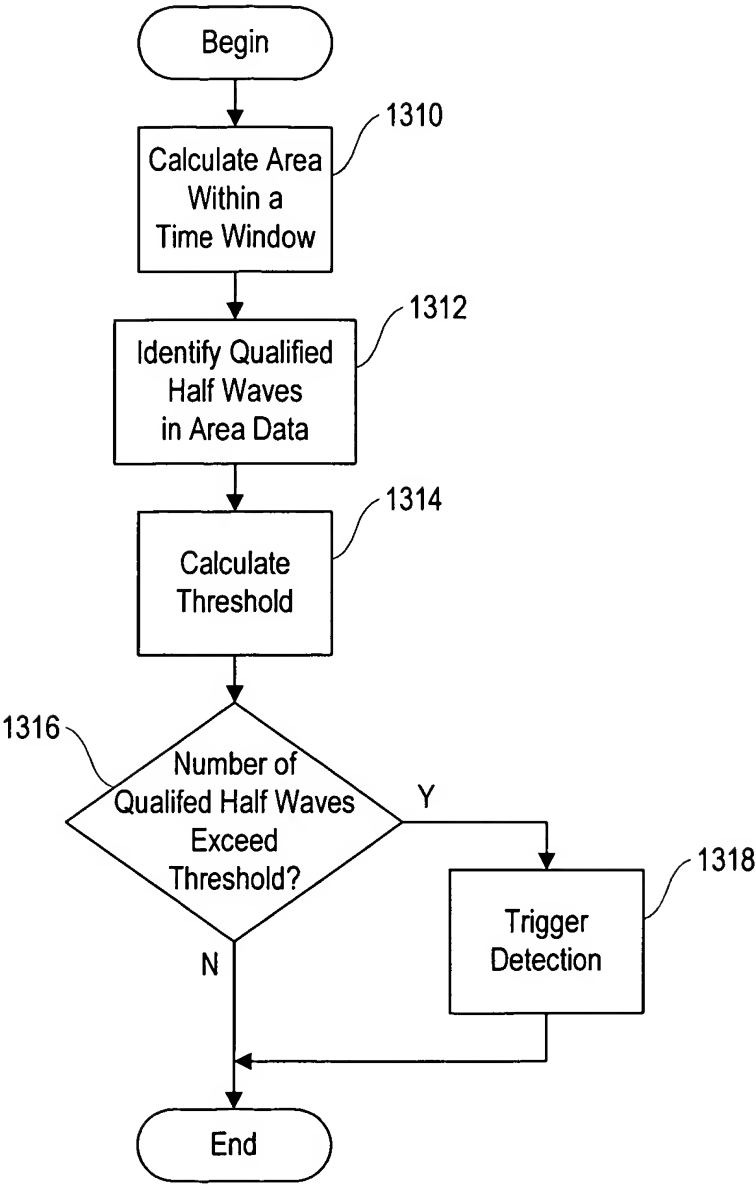 Begin
1310
Calculate Area
Within a
Time Window
1312
Identify Qualified
Half Waves
in Area Data
1314
Calculate
Threshold
1316
Number of
Qualifed Half Waves
Exceed
Threshold?
Y
1318
Trigger
Detection
N
End